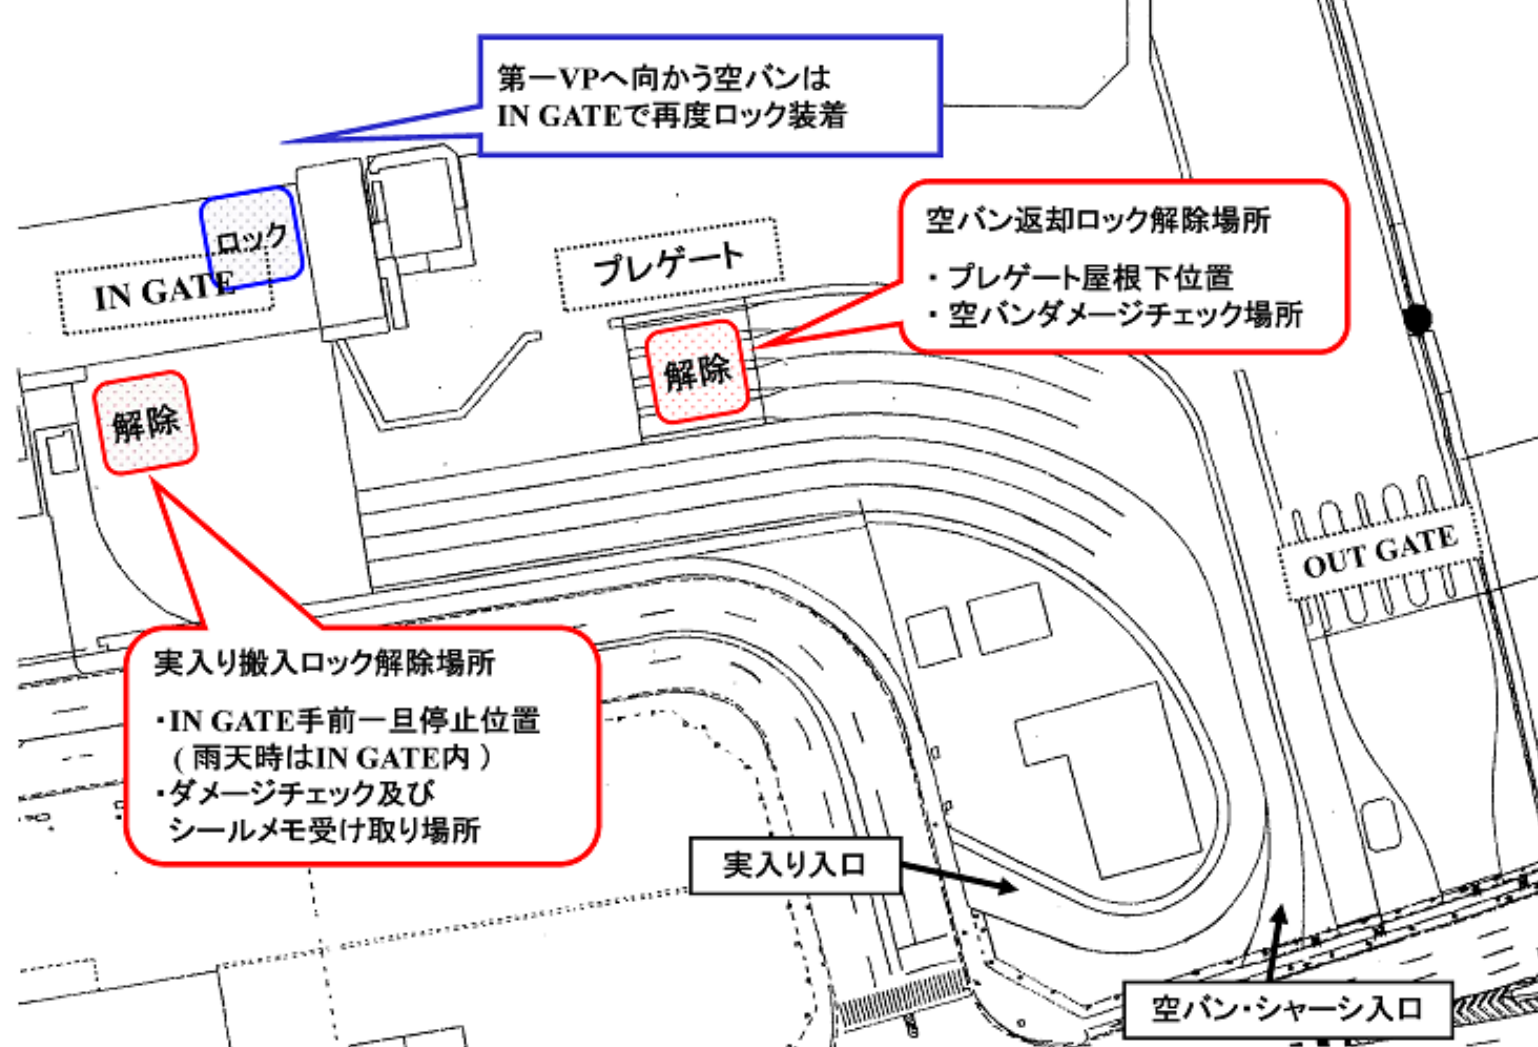 第一VPへ向かう空バンは
IN GATEで再度ロック装着
ロック
IN GATE
プレゲート
空バン返却ロック解除場所
・プレゲート屋根下位置
・空バンダメージチェック場所
解除
解除
OUT GATE
実入り搬入ロック解除場所
・IN GATE手前一旦停止位置
（雨天時はIN GATE内）
・ダメージチェック及び
シールメモ受け取り場所
実入り入口
空バン・シャーシ入口